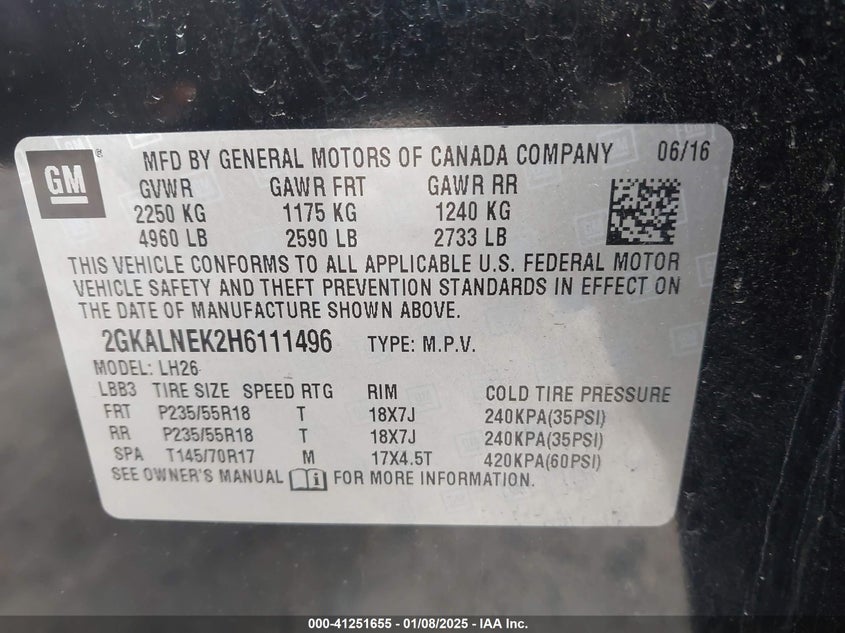 GM
MFD BY GENERAL MOTORS OF CANADA COMPANY 06/16
GVWR GAWR FRT GAWR RR
2250 KG 1175 KG 1240 KG
4960 LB 2590 LB 2733 LB
THIS VEHICLE CONFORMS TO ALL APPLICABLE U.S. FEDERAL MOTOR
VEHICLE SAFETY AND THEFT PREVENTION STANDARDS IN EFFECT ON
THE DATE OF MANUFACTURE SHOWN ABOVE.
2GKALNEK2H6111496 TYPE: M.P.V.
MODEL: LH26
LBB3 TIRE SIZE SPEED RTG RIM COLD TIRE PRESSURE
FRT P235/55R18 T 18X7J 240KPA(35PSI)
RR P235/55R18 T 18X7J 240KPA(35PSI)
SPA T145/70R17 M 17X4.5T 420KPA(60PSI)
SEE OWNER'S MANUAL i FOR MORE INFORMATION.
000-41251655 — 01/08/2025 — IAA Inc.